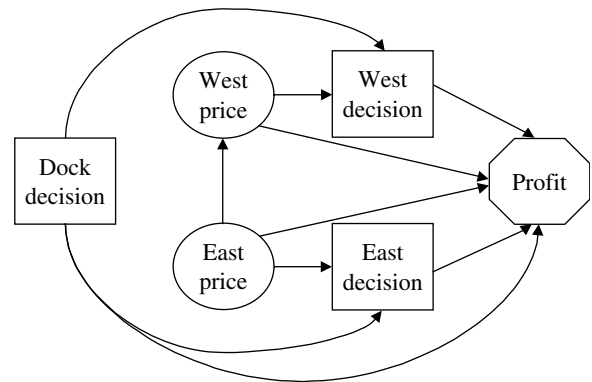 West
price
West
decision
Dock
decision
Profit
East
price
East
decision